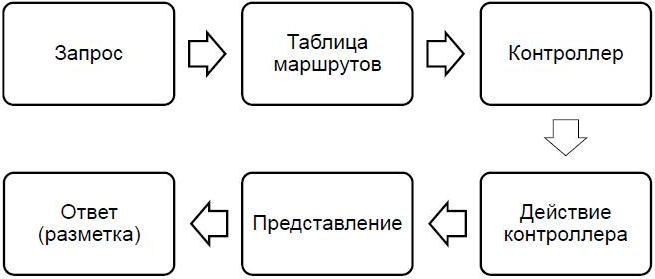 Запрос
Таблица
маршрутов
Контроллер
Действие
контроллера
Представление
Ответ
(разметка)